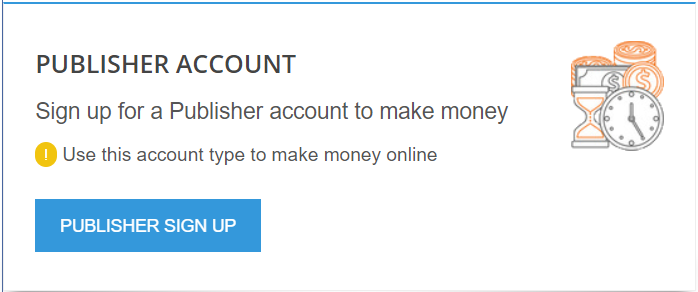 PUBLISHER ACCOUNT
Sign up for a Publisher account to make money
! Use this account type to make money online
PUBLISHER SIGN UP